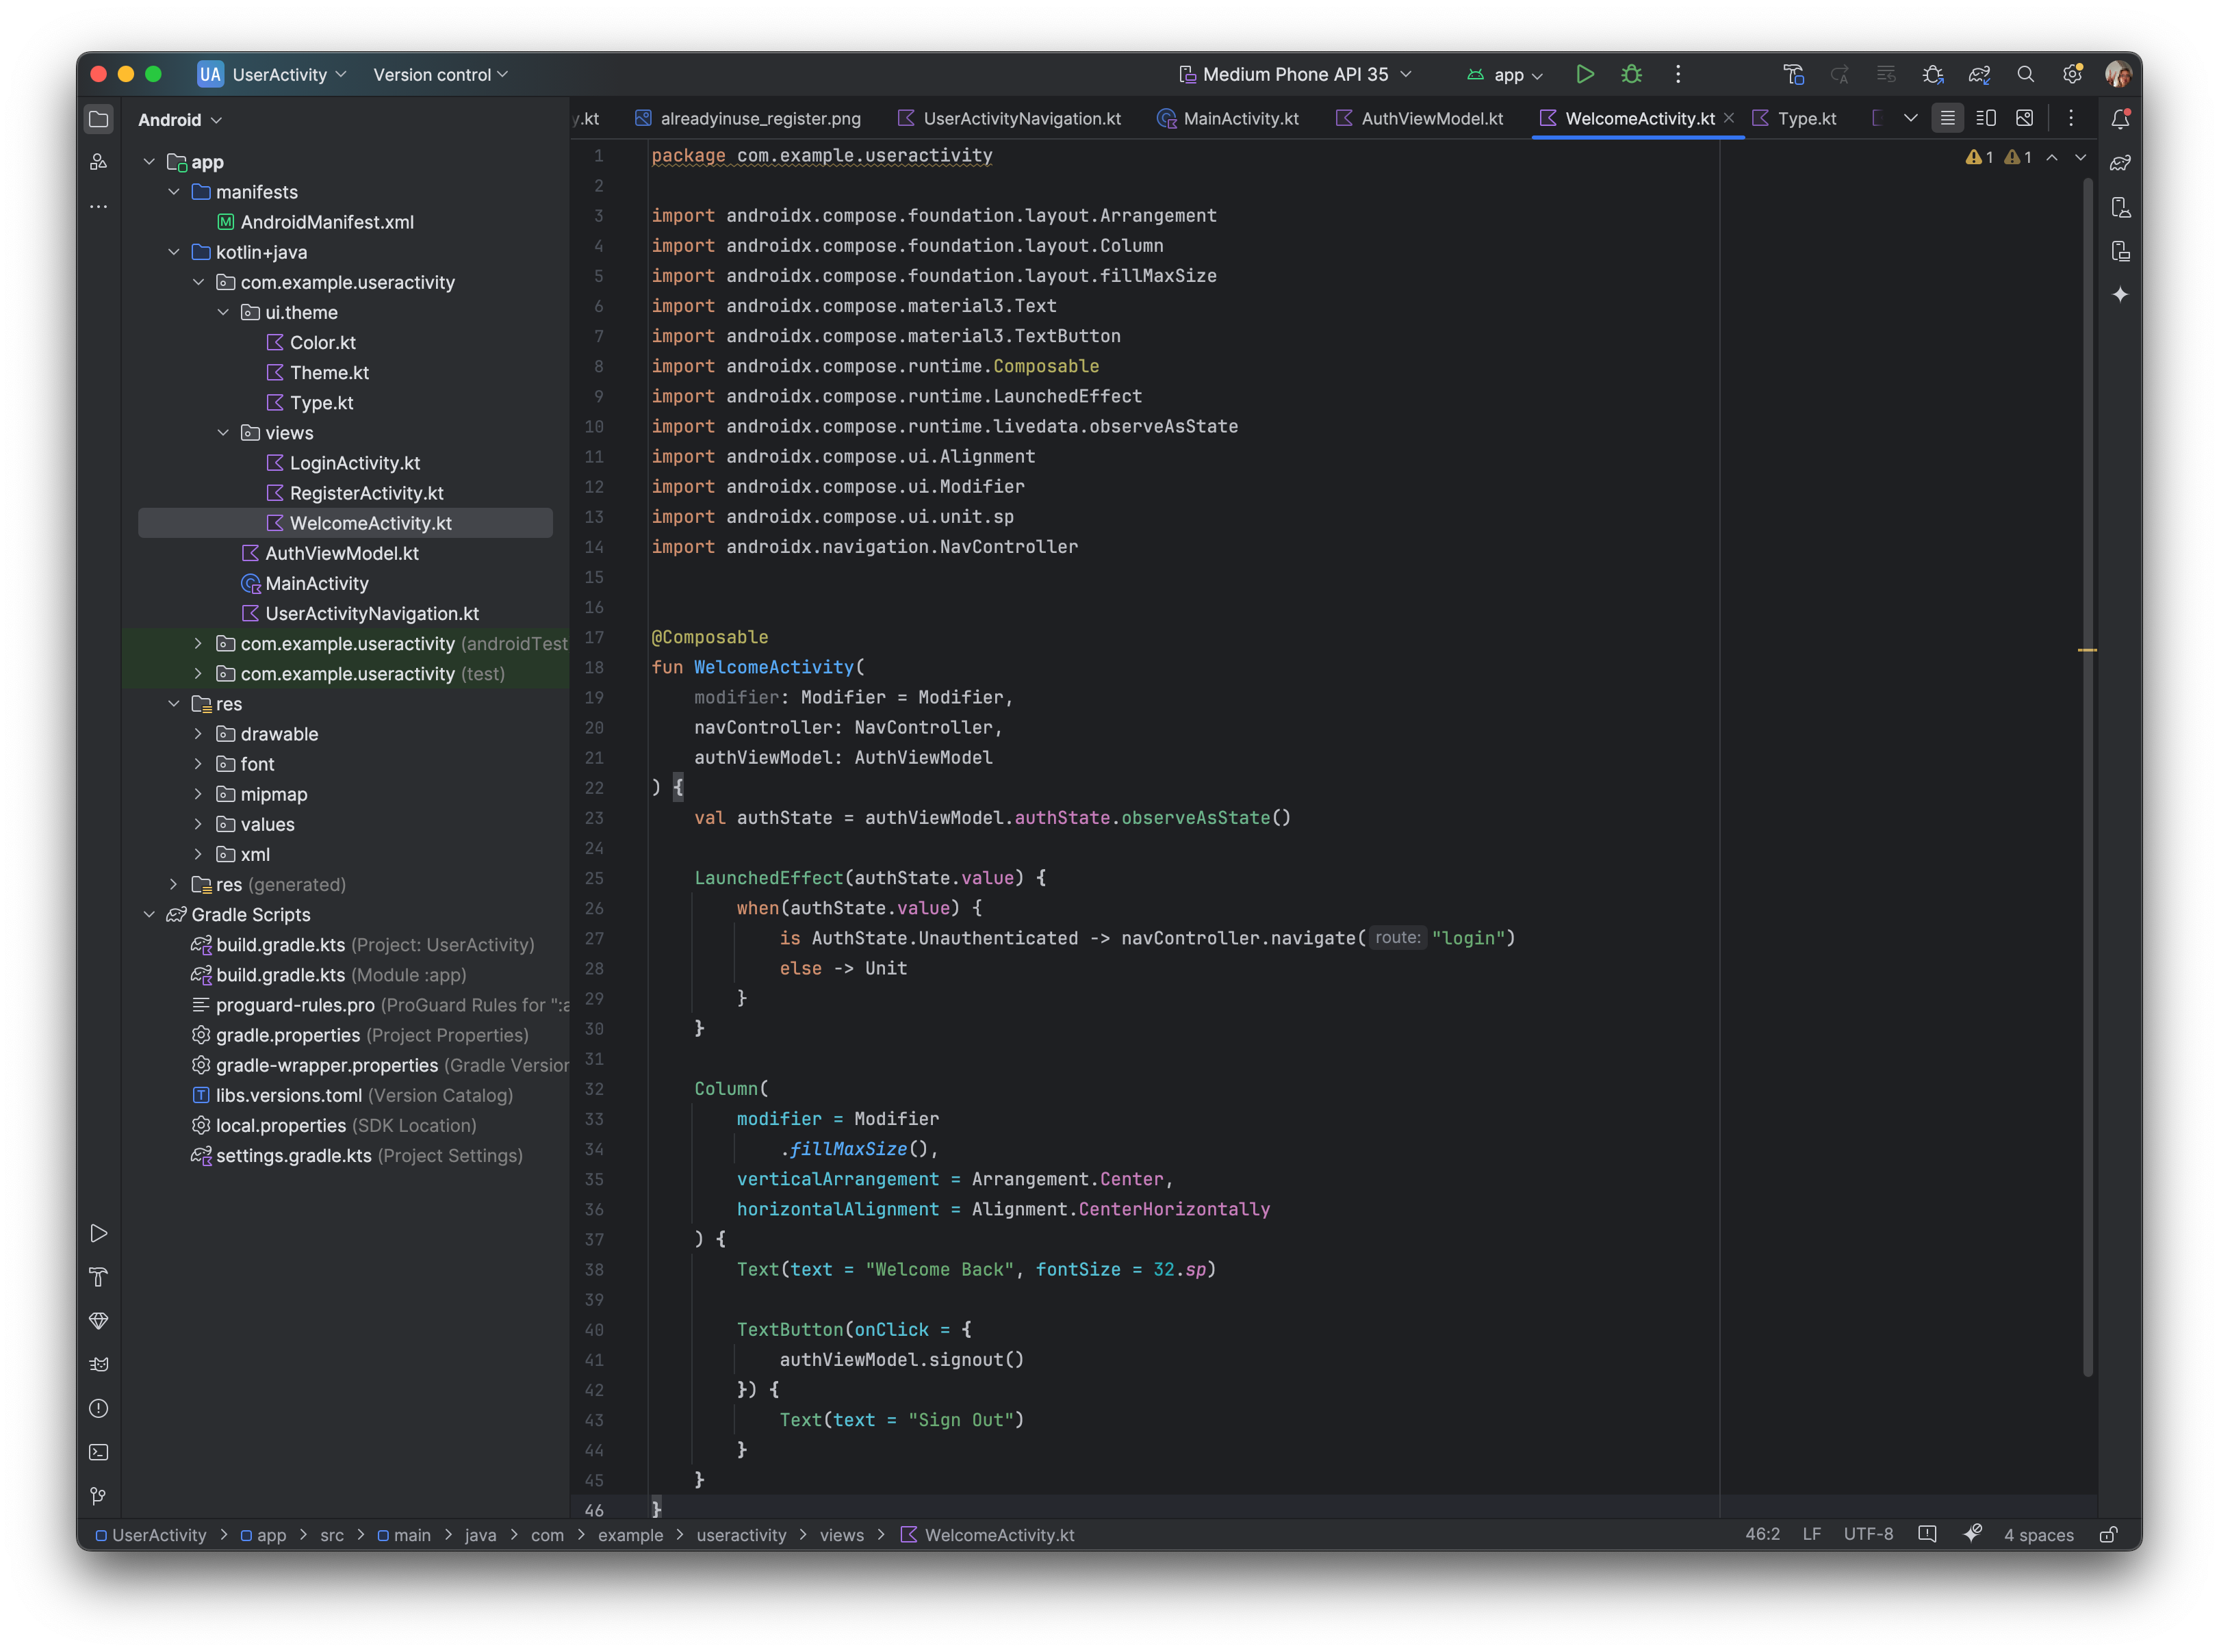 UA UserActivity Version control Medium Phone API 35 app
Android
app
manifests
AndroidManifest.xml
kotlin+java
com.example.useractivity
ui.theme
Color.kt
Theme.kt
Type.kt
views
LoginActivity.kt
RegisterActivity.kt
WelcomeActivity.kt
AuthViewModel.kt
MainActivity
UserActivityNavigation.kt
com.example.useractivity (androidTest
com.example.useractivity (test)
res
drawable
font
mipmap
values
xml
res (generated)
Gradle Scripts
build.gradle.kts (Project: UserActivity)
build.gradle.kts (Module :app)
proguard-rules.pro (ProGuard Rules for ":a
gradle.properties (Project Properties)
gradle-wrapper.properties (Gradle Version
libs.versions.toml (Version Catalog)
local.properties (SDK Location)
settings.gradle.kts (Project Settings)
y.kt alreadyinuse_register.png UserActivityNavigation.kt MainActivity.kt AuthViewModel.kt WelcomeActivity.kt Type.kt
1 1
1 package com.example.useractivity
2
3 import androidx.compose.foundation.layout.Arrangement
4 import androidx.compose.foundation.layout.Column
5 import androidx.compose.foundation.layout.fillMaxSize
6 import androidx.compose.material3.Text
7 import androidx.compose.material3.TextButton
8 import androidx.compose.runtime.Composable
9 import androidx.compose.runtime.LaunchedEffect
10 import androidx.compose.runtime.livedata.observeAsState
11 import androidx.compose.ui.Alignment
12 import androidx.compose.ui.Modifier
13 import androidx.compose.ui.unit.sp
14 import androidx.navigation.NavController
15
16
17 @Composable
18 fun WelcomeActivity(
19     modifier: Modifier = Modifier,
20     navController: NavController,
21     authViewModel: AuthViewModel
22 ) {
23     val authState = authViewModel.authState.observeAsState()
24
25     LaunchedEffect(authState.value) {
26         when(authState.value) {
27             is AuthState.Unauthenticated -> navController.navigate( route: "login")
28             else -> Unit
29         }
30     }
31
32     Column(
33         modifier = Modifier
34             .fillMaxSize(),
35         verticalArrangement = Arrangement.Center,
36         horizontalAlignment = Alignment.CenterHorizontally
37     ) {
38         Text(text = "Welcome Back", fontSize = 32.sp)
39
40         TextButton(onClick = {
41             authViewModel.signout()
42         }) {
43             Text(text = "Sign Out")
44         }
45     }
46 }
UserActivity > app > src > main > java > com > example > useractivity > views > WelcomeActivity.kt 46:2 LF UTF-8 4 spaces